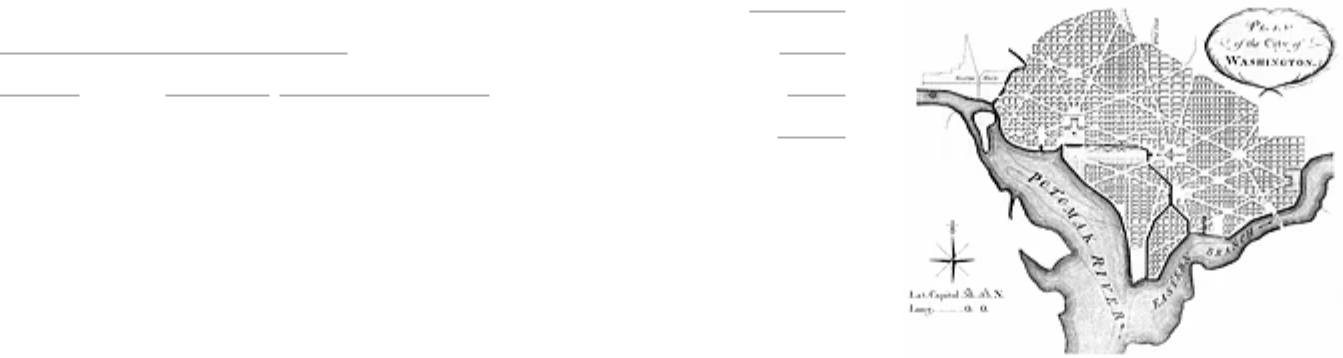 PLAN
of the City of
WASHINGTON.
POTOMAK RIVER
EASTERN BRANCH
Lat. Capitol N.
Long. 0. 0.